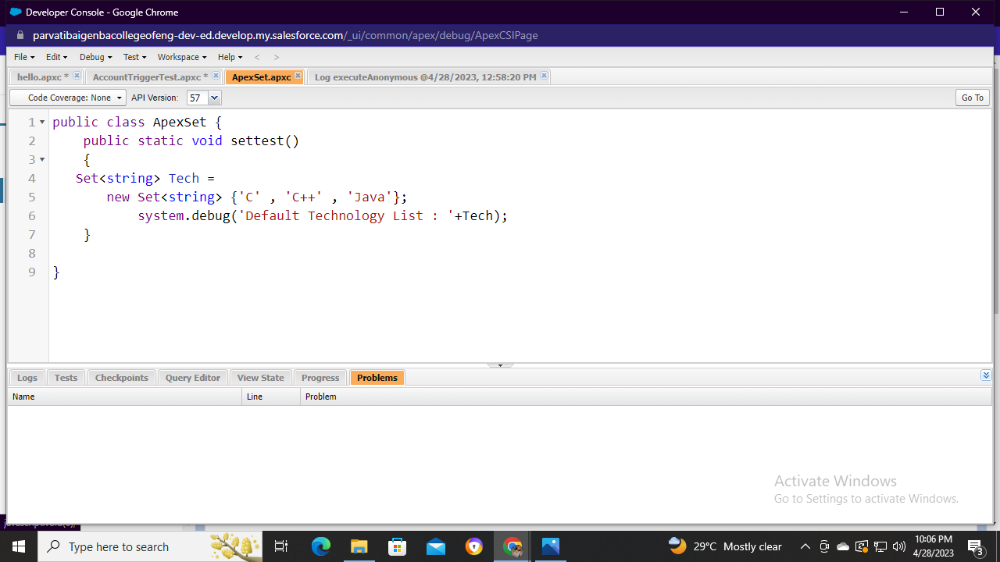 Developer Console - Google Chrome
parvatibaigenbacollegeofeng-dev-ed.develop.my.salesforce.com/_ui/common/apex/debug/ApexCSIPage
File Edit Debug Test Workspace Help < >
hello.apxc * AccountTriggerTest.apxc * ApexSet.apxc Log executeAnonymous @4/28/2023, 12:58:20 PM
Code Coverage: None API Version: 57 Go To
1 public class ApexSet {
2 public static void settest()
3 {
4 Set<string> Tech =
5 new Set<string> {'C' , 'C++' , 'Java'};
6 system.debug('Default Technology List : '+Tech);
7 }
8
9 }
Logs Tests Checkpoints Query Editor View State Progress Problems
Name Line Problem
Activate Windows
Go to Settings to activate Windows.
javascript:void(0);
Type here to search 29°C Mostly clear 10:06 PM
4/28/2023 3